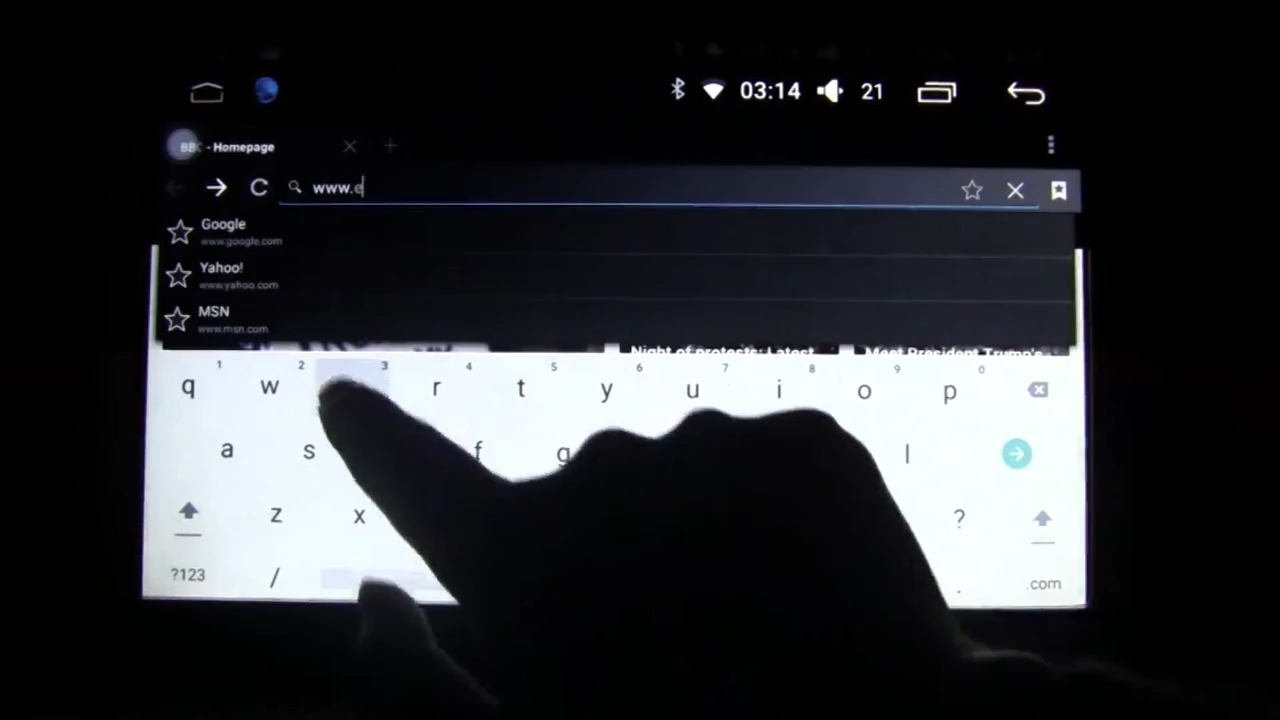 03:14 21
BBC - Homepage
www.e
Google
www.google.com
Yahoo!
www.yahoo.com
MSN
www.msn.com
Night of protests: Latest
Meet President Trump's
1 2 3 4 5 6 7 8 9 0
q w r t y u i o p
a s f g l
z x ?
?123 / . .com